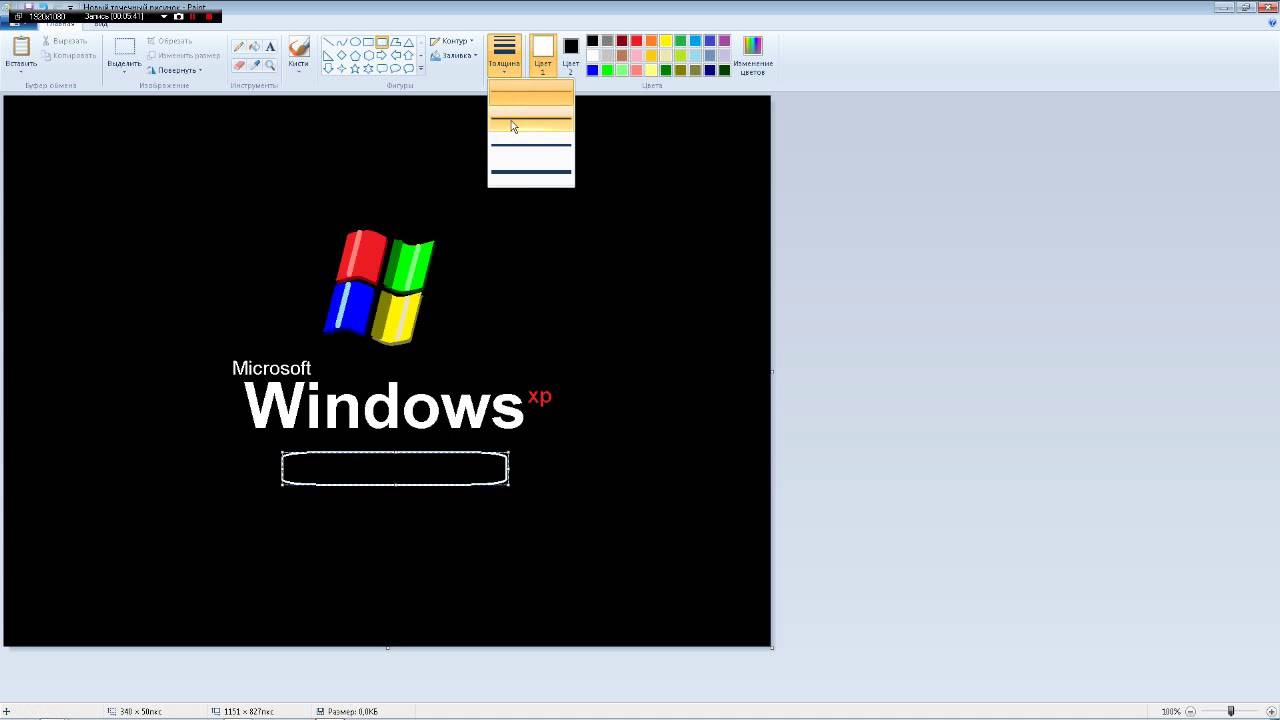 Новый точечный рисунок - Paint
1920x1080 Запись [00:05:41]
Главная Вид
Вставить
Вырезать
Копировать
Буфер обмена
Выделить
Обрезать
Изменить размер
Повернуть
Изображение
Инструменты
Кисти
Контур
Заливка
Фигуры
Толщина
Цвет 1
Цвет 2
Изменение цветов
Цвета
Microsoft
Windows xp
340 × 50пкс
1151 × 827пкс
Размер: 0,0КБ
100%